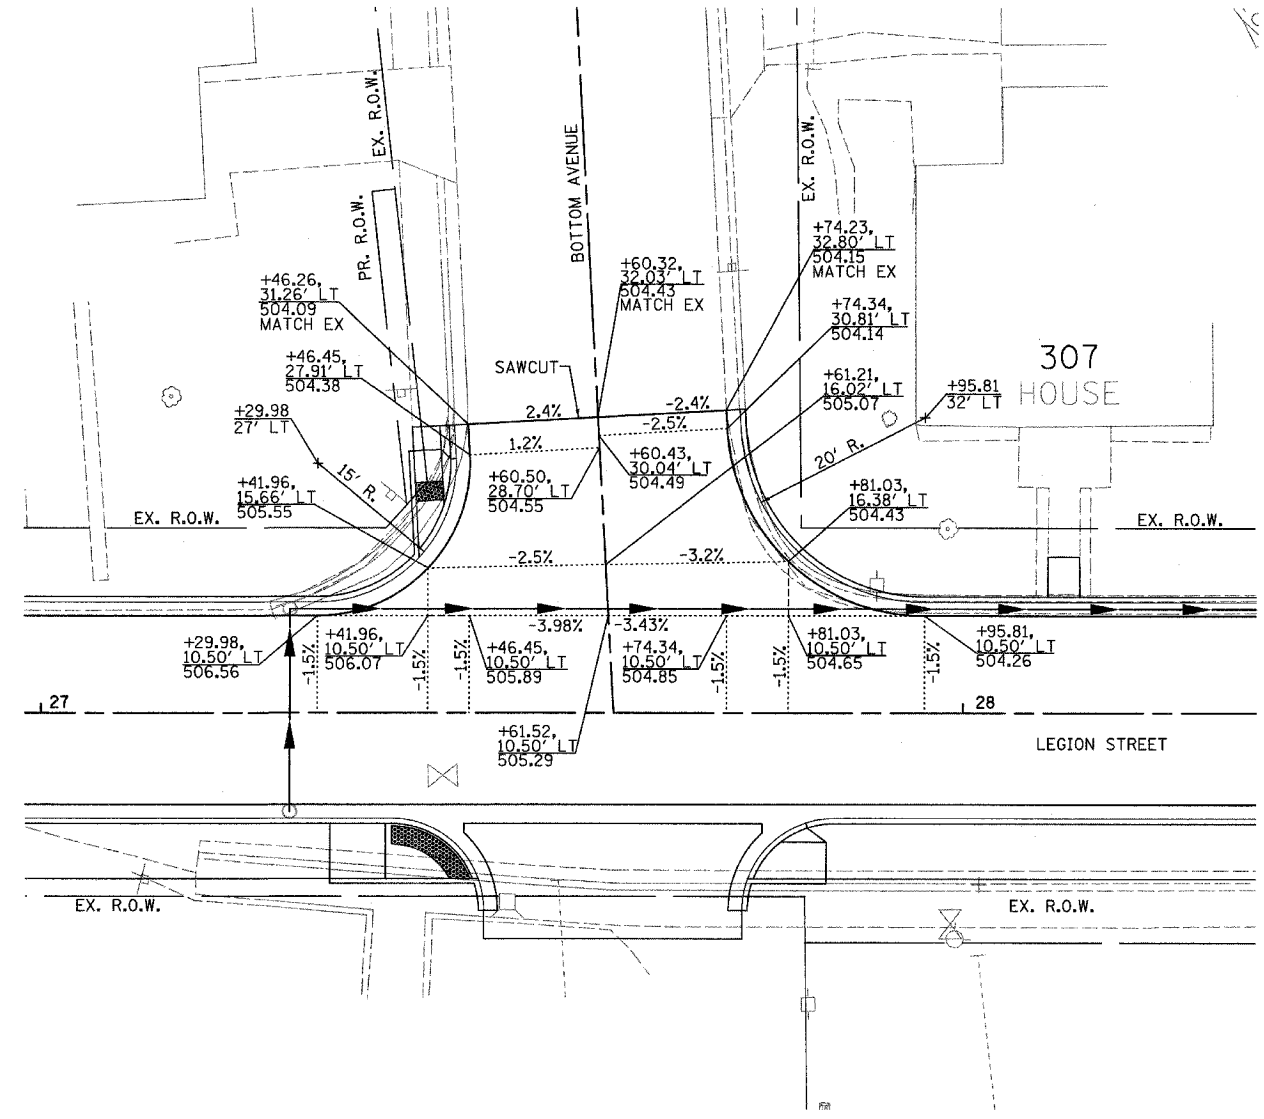 EX. R.O.W.
PR. R.O.W.
BOTTOM AVENUE
EX. R.O.W.
+74.23,
32.80' LT
504.15
MATCH EX
+60.32,
32.03' LT
504.43
MATCH EX
+46.26,
31.26' LT
504.09
MATCH EX
+74.34,
30.81' LT
504.14
+46.45,
27.91' LT
504.38
SAWCUT
+61.21,
16.02' LT
505.07
307
HOUSE
+95.81
32' LT
+29.98
27' LT
2.4%
-2.4%
-2.5%
1.2%
20' R.
15' R.
+60.43,
30.04' LT
504.49
+60.50,
28.70' LT
504.55
+41.96,
15.66' LT
505.55
+81.03,
16.38' LT
504.43
EX. R.O.W.
EX. R.O.W.
-2.5%
-3.2%
-3.98%
-3.43%
+29.98,
10.50' LT
506.56
-1.5%
+41.96,
10.50' LT
506.07
-1.5%
+46.45,
10.50' LT
505.89
+74.34,
10.50' LT
504.85
-1.5%
-1.5%
+81.03,
10.50' LT
504.65
-1.5%
+95.81,
10.50' LT
504.26
27
28
+61.52,
10.50' LT
505.29
LEGION STREET
EX. R.O.W.
EX. R.O.W.